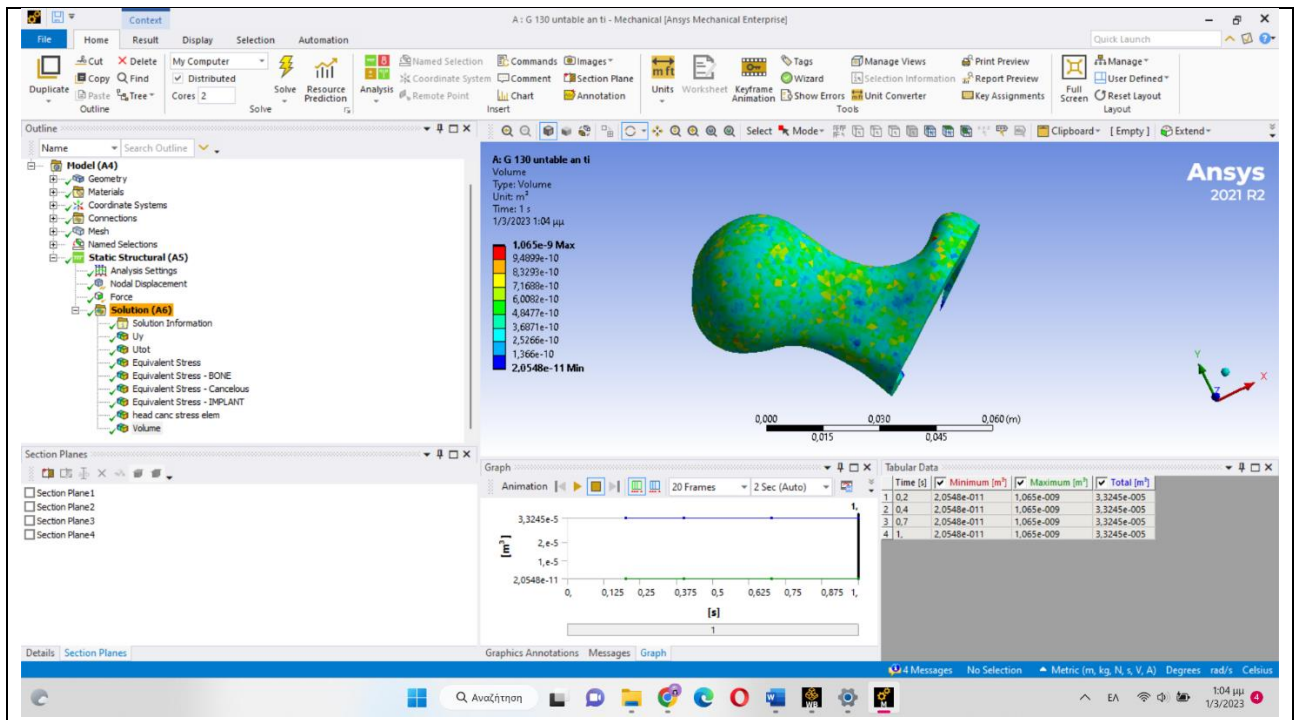 Context
A : G 130 untable an ti - Mechanical [Ansys Mechanical Enterprise]
File Home Result Display Selection Automation
Quick Launch
Duplicate
Cut Delete
Copy Find
Paste Tree
Outline
My Computer
Distributed
Cores 2
Solve
Resource Prediction
Solve
Analysis
Named Selection
Coordinate System
Remote Point
Commands Images
Comment Section Plane
Chart Annotation
Insert
Units
Worksheet
Keyframe Animation
Tags
Wizard
Show Errors
Manage Views
Selection Information
Unit Converter
Print Preview
Report Preview
Key Assignments
Tools
Full Screen
Manage
User Defined
Reset Layout
Layout
Outline
Name Search Outline
Model (A4)
Geometry
Materials
Coordinate Systems
Connections
Mesh
Named Selections
Static Structural (A5)
Analysis Settings
Nodal Displacement
Force
Solution (A6)
Solution Information
Uy
Utot
Equivalent Stress
Equivalent Stress - BONE
Equivalent Stress - Cancelous
Equivalent Stress - IMPLANT
head canc stress elem
Volume
Select Mode Clipboard [Empty] Extend
A: G 130 untable an ti
Volume
Type: Volume
Unit: m³
Time: 1 s
1/3/2023 1:04 μμ
1,065e-9 Max
9,4899e-10
8,3293e-10
7,1688e-10
6,0082e-10
4,8477e-10
3,6871e-10
2,5266e-10
1,366e-10
2,0548e-11 Min
Ansys
2021 R2
Y
X
Z
0,000 0,030 0,060 (m)
0,015 0,045
Section Planes
Section Plane1
Section Plane2
Section Plane3
Section Plane4
Details Section Planes
Graph
Animation 20 Frames 2 Sec (Auto)
1,
3,3245e-5
2,e-5
1,e-5
2,0548e-11
[m³]
0, 0,125 0,25 0,375 0,5 0,625 0,75 0,875 1,
[s]
1
Graphics Annotations Messages Graph
Tabular Data
Time [s] Minimum [m³] Maximum [m³] Total [m³]
1 0,2 2,0548e-011 1,065e-009 3,3245e-005
2 0,4 2,0548e-011 1,065e-009 3,3245e-005
3 0,7 2,0548e-011 1,065e-009 3,3245e-005
4 1, 2,0548e-011 1,065e-009 3,3245e-005
4 Messages No Selection Metric (m, kg, N, s, V, A) Degrees rad/s Celsius
Αναζήτηση
ΕΛ
1:04 μμ
1/3/2023
4